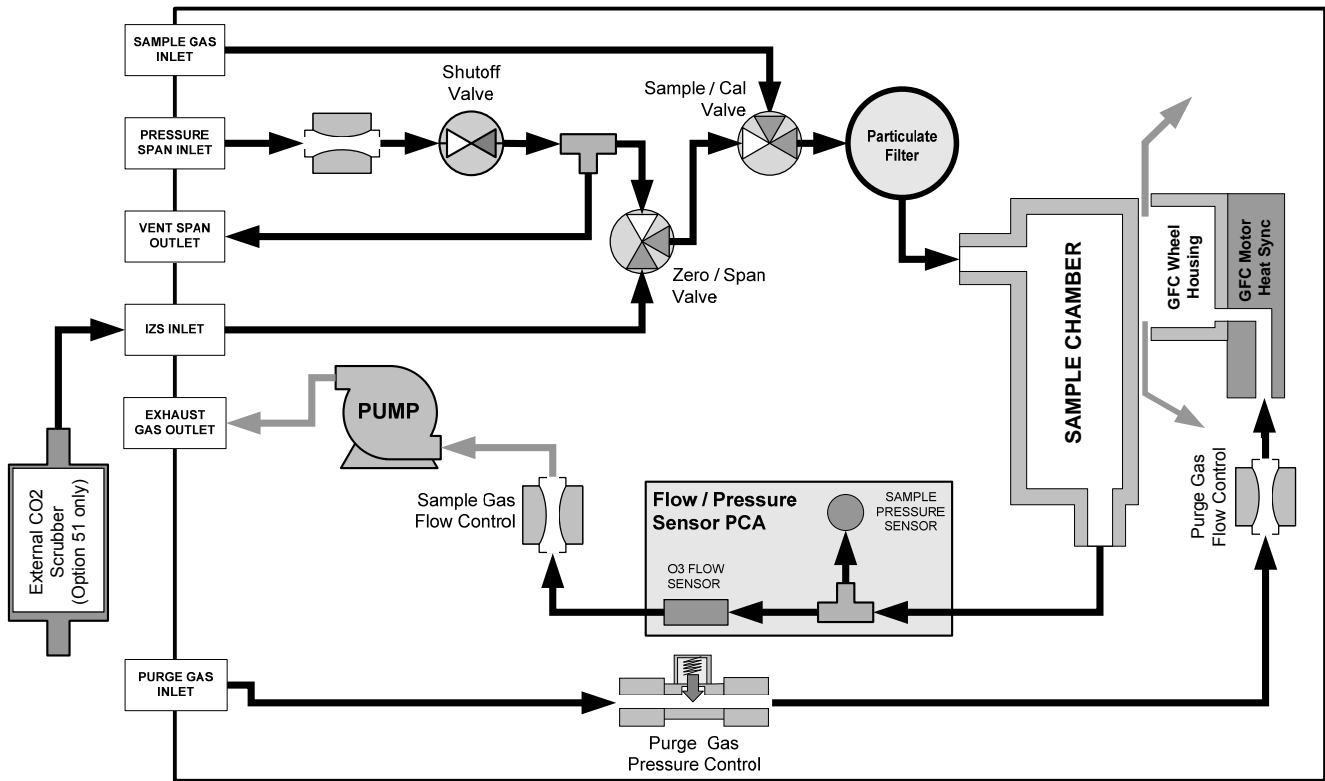 SAMPLE GAS
INLET
Shutoff
Valve
Sample / Cal
Valve
PRESSURE
SPAN INLET
Particulate
Filter
VENT SPAN
OUTLET
Zero / Span
Valve
IZS INLET
SAMPLE CHAMBER
GFC Wheel
Housing
GFC Motor
Heat Sync
EXHAUST
GAS OUTLET
PUMP
External CO2
Scrubber
(Option 51 only)
Sample Gas
Flow Control
Flow / Pressure
Sensor PCA
SAMPLE
PRESSURE
SENSOR
O3 FLOW
SENSOR
Purge Gas
Flow Control
PURGE GAS
INLET
Purge Gas
Pressure Control